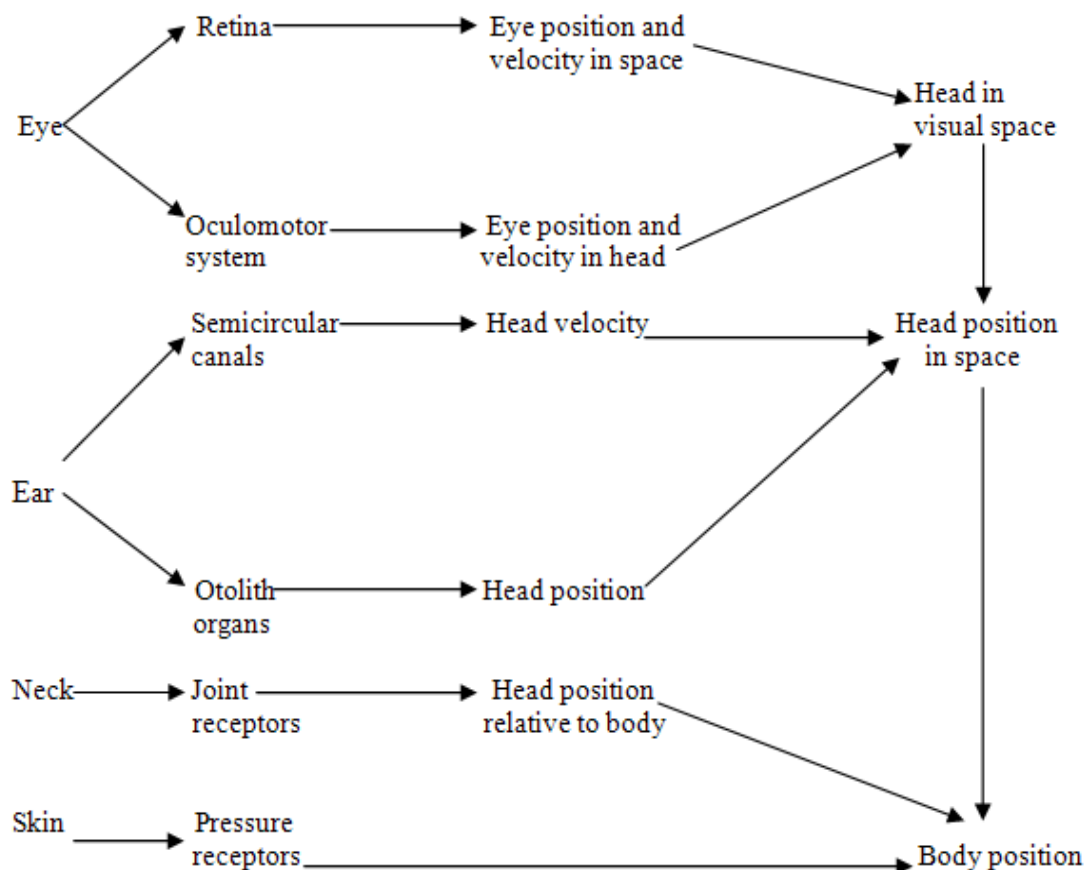 Retina
Eye position and
velocity in space
Head in
visual space
Eye
Oculomotor
system
Eye position and
velocity in head
Semicircular
canals
Head velocity
Head position
in space
Ear
Otolith
organs
Head position
Neck
Joint
receptors
Head position
relative to body
Skin
Pressure
receptors
Body position